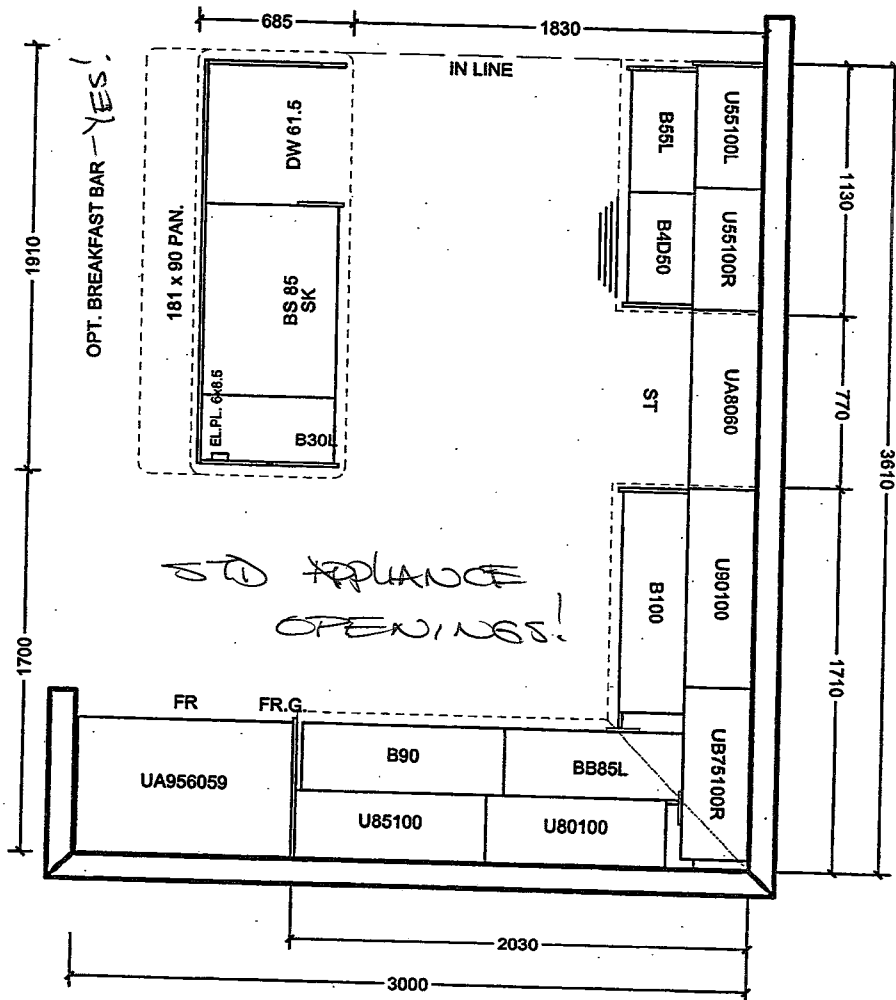 685
1830
IN LINE
OPT. BREAKFAST BAR – YES!
1910
181 x 90 PAN.
DW 61.5
BS 85
SK
EL.PL. 6x8.5
B30L
B55L
B4D50
U55100L
U55100R
1130
ST
UA8060
770
3610
STD APPLIANCE
OPENINGS!
B100
U90100
1710
UB75100R
1700
FR
FR.G.
UA956059
B90
BB85L
U85100
U80100
2030
3000